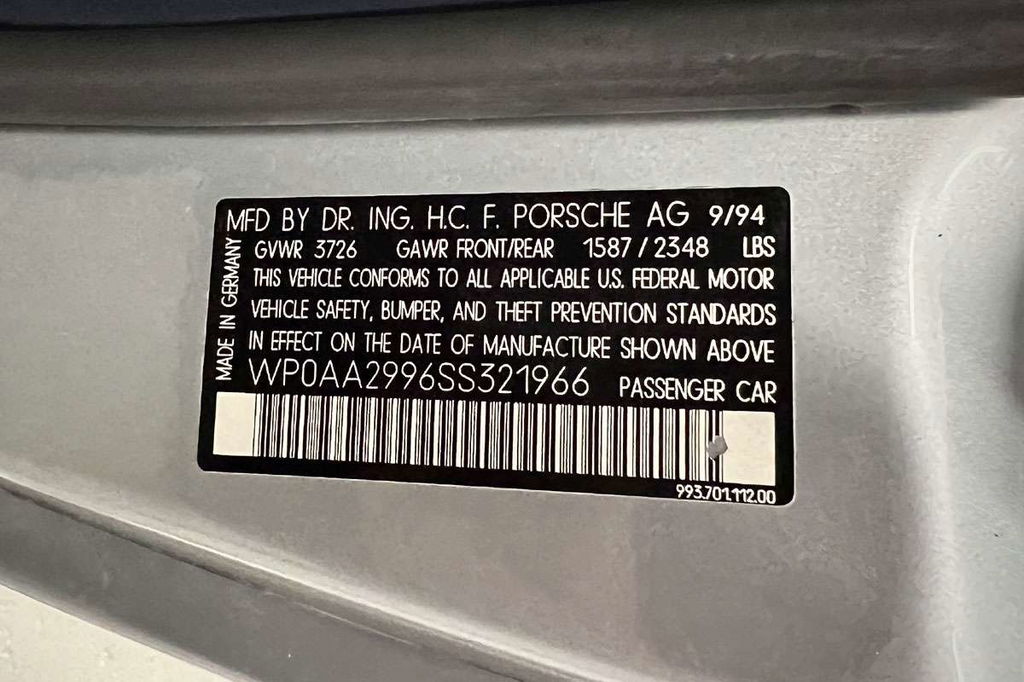 MFD BY DR. ING. H.C. F. PORSCHE AG 9/94
GVWR 3726 GAWR FRONT/REAR 1587 / 2348 LBS
THIS VEHICLE CONFORMS TO ALL APPLICABLE U.S. FEDERAL MOTOR
VEHICLE SAFETY, BUMPER, AND THEFT PREVENTION STANDARDS
IN EFFECT ON THE DATE OF MANUFACTURE SHOWN ABOVE
WP0AA2996SS321966 PASSENGER CAR
993.701.112.00
MADE IN GERMANY